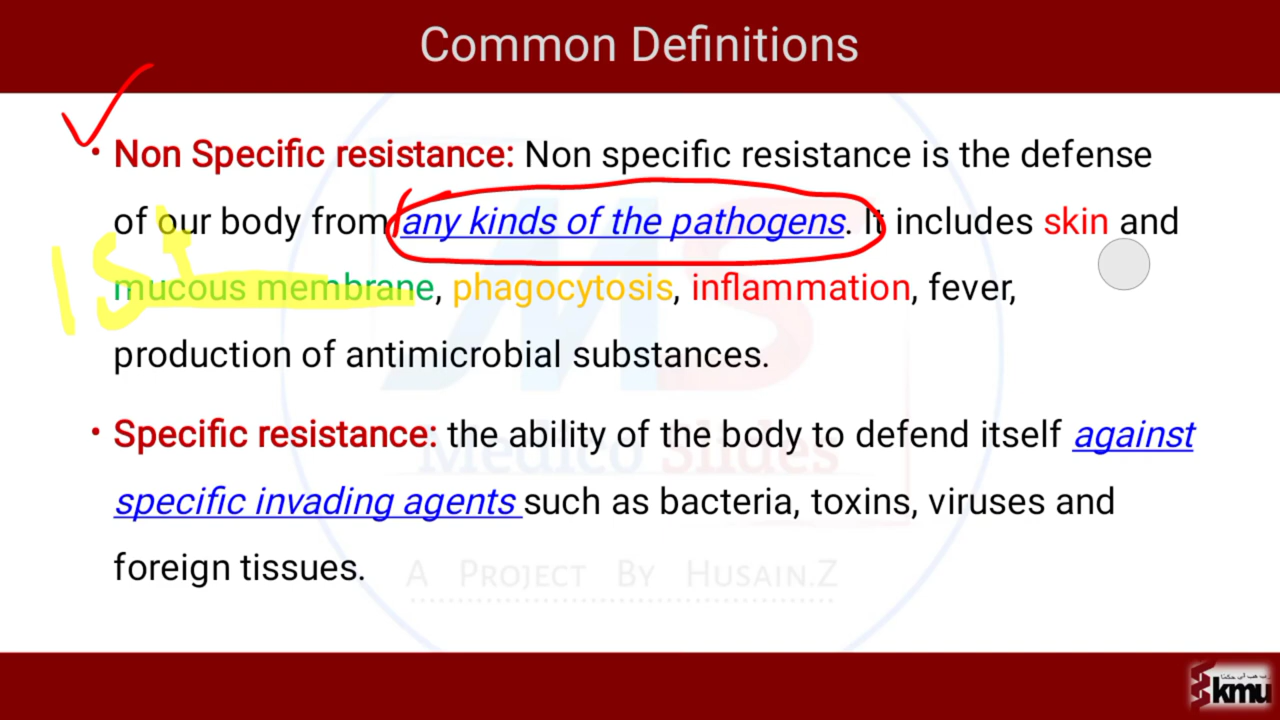 Common Definitions
• Non Specific resistance: Non specific resistance is the defense
of our body from any kinds of the pathogens. It includes skin and
1st
mucous membrane, phagocytosis, inflammation, fever,
production of antimicrobial substances.
• Specific resistance: the ability of the body to defend itself against
Medico Slides
specific invading agents such as bacteria, toxins, viruses and
foreign tissues.
A Project By Husain.Z
kmu